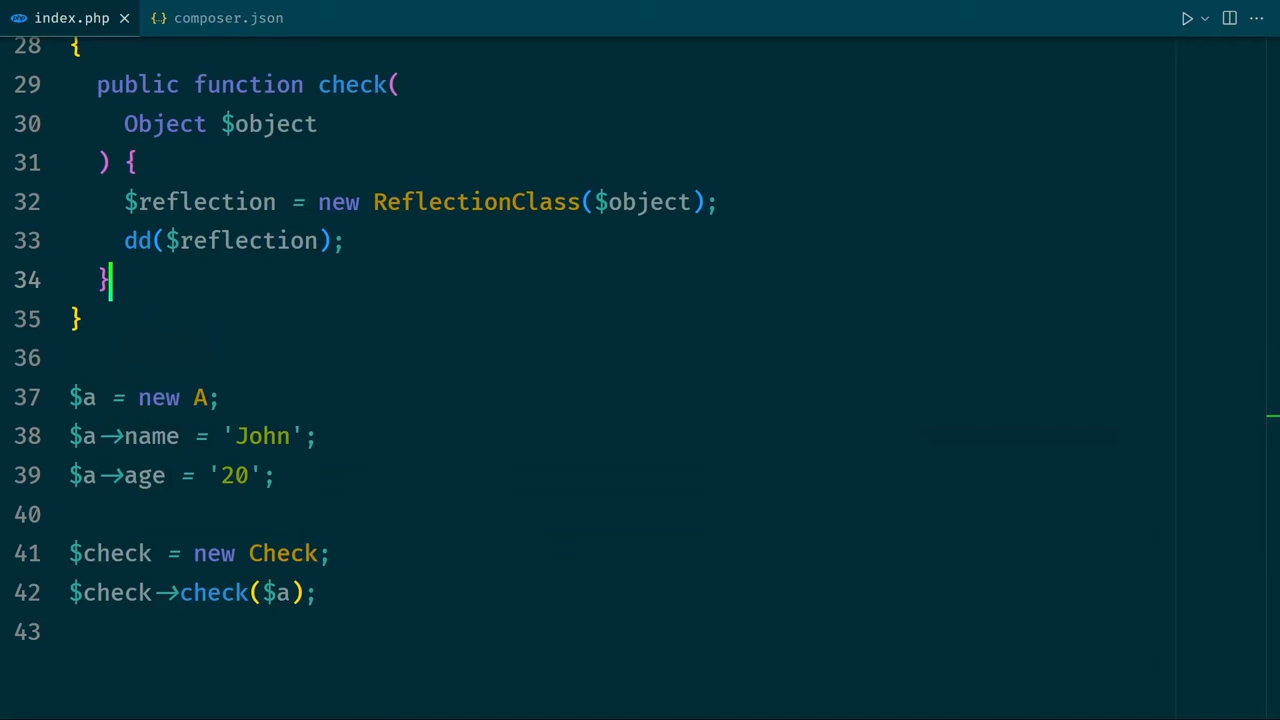 php index.php ×
{..} composer.json
28 {
29 public function check(
30 Object $object
31 ) {
32 $reflection = new ReflectionClass($object);
33 dd($reflection);
34 }
35 }
36
37 $a = new A;
38 $a->name = 'John';
39 $a->age = '20';
40
41 $check = new Check;
42 $check->check($a);
43